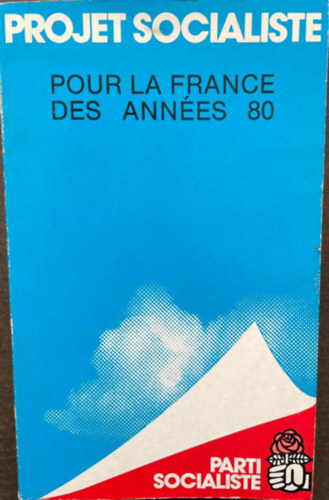 PROJET SOCIALISTE
POUR LA FRANCE
DES ANNÉES 80
PARTI
SOCIALISTE